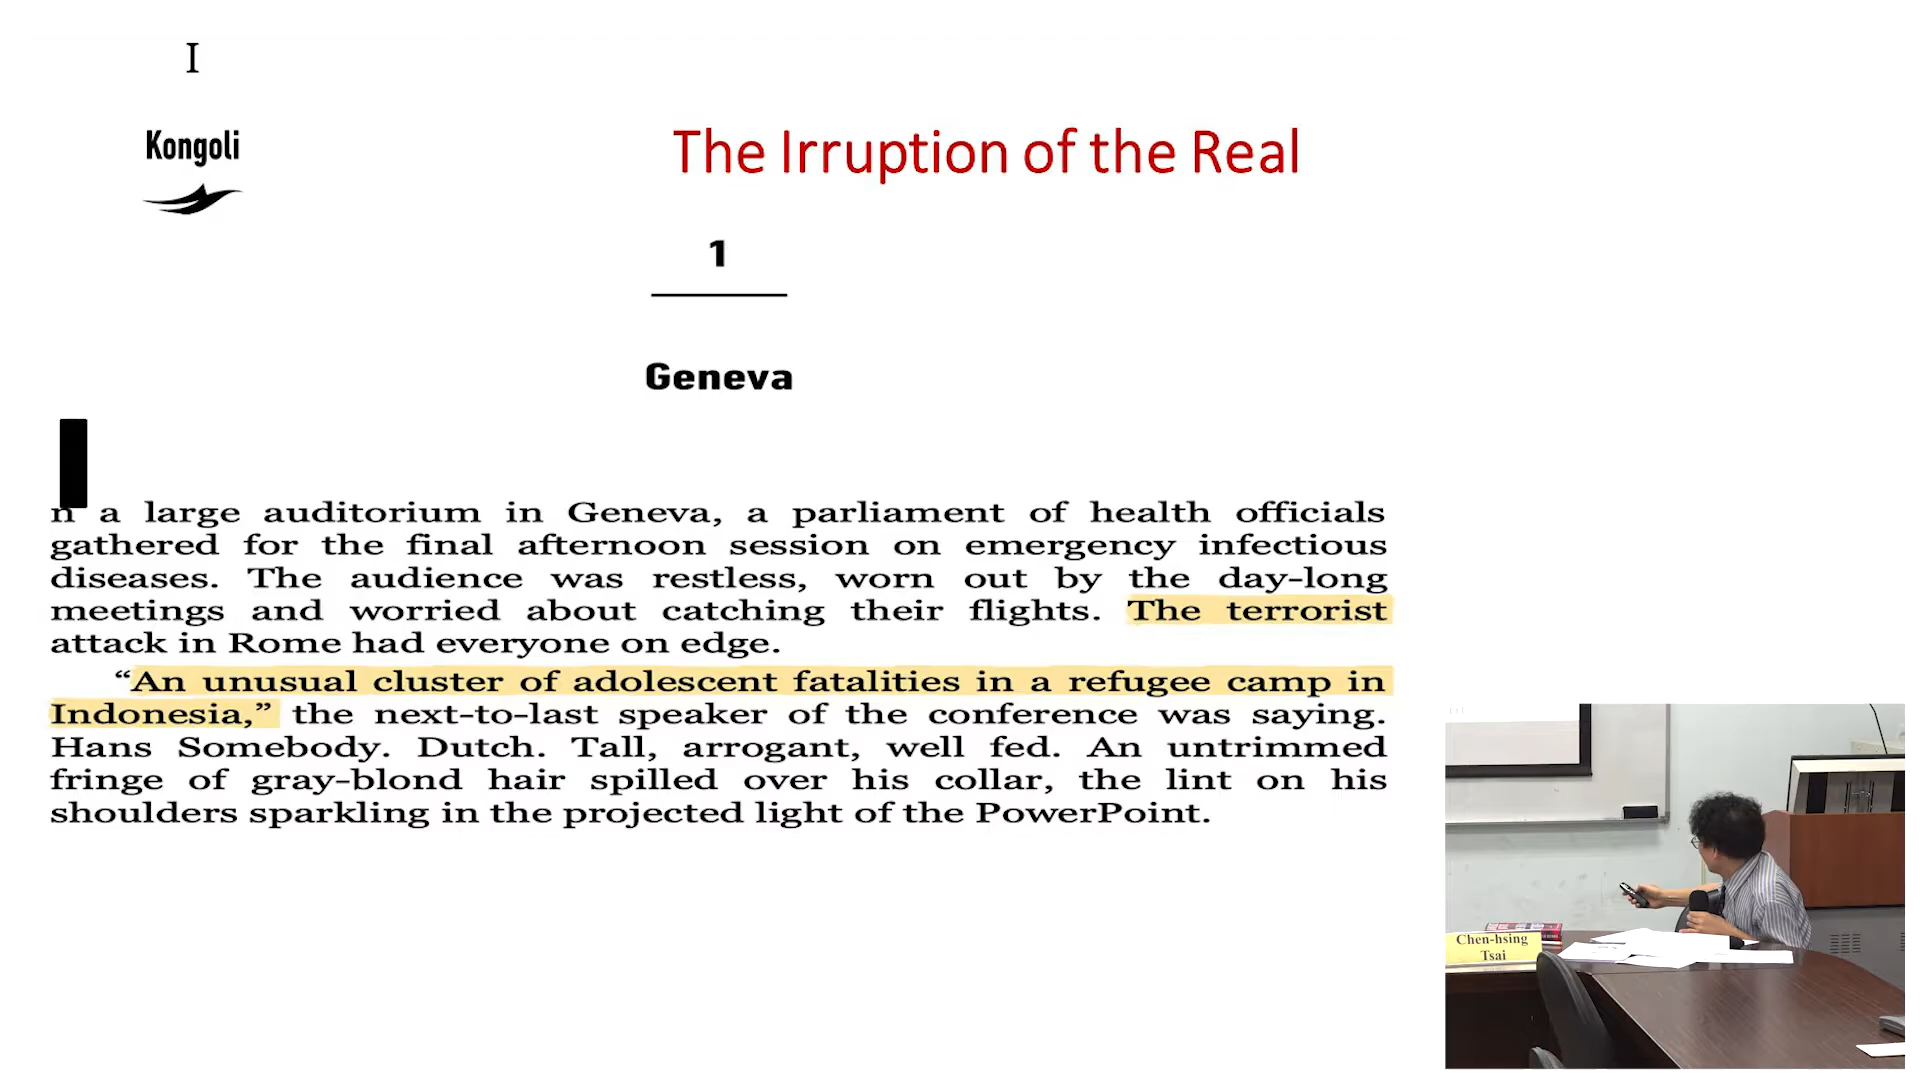 I
Kongoli
The Irruption of the Real
1
Geneva
In a large auditorium in Geneva, a parliament of health officials
gathered for the final afternoon session on emergency infectious
diseases. The audience was restless, worn out by the day-long
meetings and worried about catching their flights. The terrorist
attack in Rome had everyone on edge.
“An unusual cluster of adolescent fatalities in a refugee camp in
Indonesia,” the next-to-last speaker of the conference was saying.
Hans Somebody. Dutch. Tall, arrogant, well fed. An untrimmed
fringe of gray-blond hair spilled over his collar, the lint on his
shoulders sparkling in the projected light of the PowerPoint.
Chen-hsing
Tsai